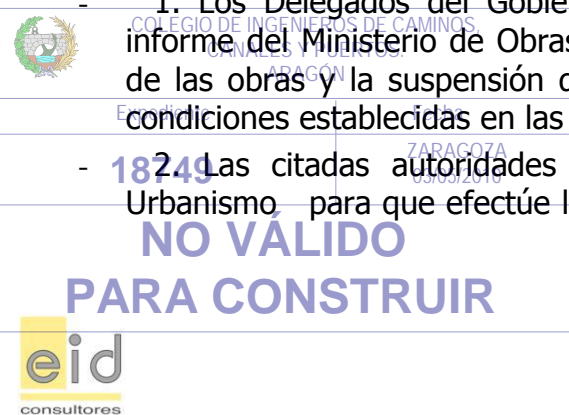 - 1. Los Delegados del Gobie
COLEGIO DE INGENIEROS DE CAMINOS,
CANALES Y PUERTOS.
ARAGÓN
informe del Ministerio de Obras
de las obras y la suspensión
Expediente
Fecha
condiciones establecidas en las
18749
ZARAGOZA
- 2. Las citadas autoridades
Urbanismo para que efectúe l
NO VÁLIDO
PARA CONSTRUIR
eid
consultores